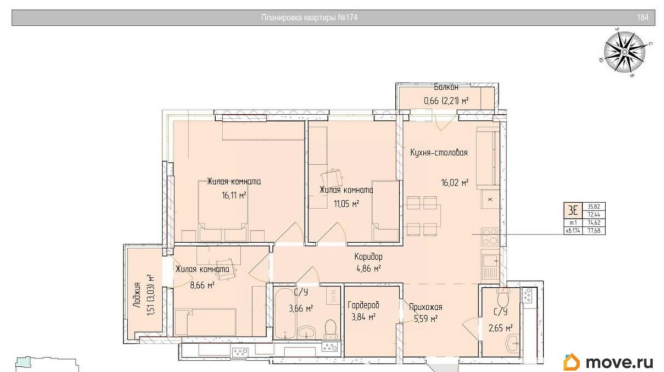 Планировка квартиры №174
184
Балкон
0,66 (2,21) м²
Кухня-столовая
16,02 м²
Жилая комната
16,11 м²
Жилая комната
11,05 м²
3Е
35.82
72.44
т.1
74.62
кв.174
77.68
Коридор
4,86 м²
Жилая комната
8,66 м²
Лоджия
1,51 (3,03) м²
С/У
3,66 м²
Гардероб
3,84 м²
Прихожая
5,59 м²
С/У
2,65 м²
move.ru